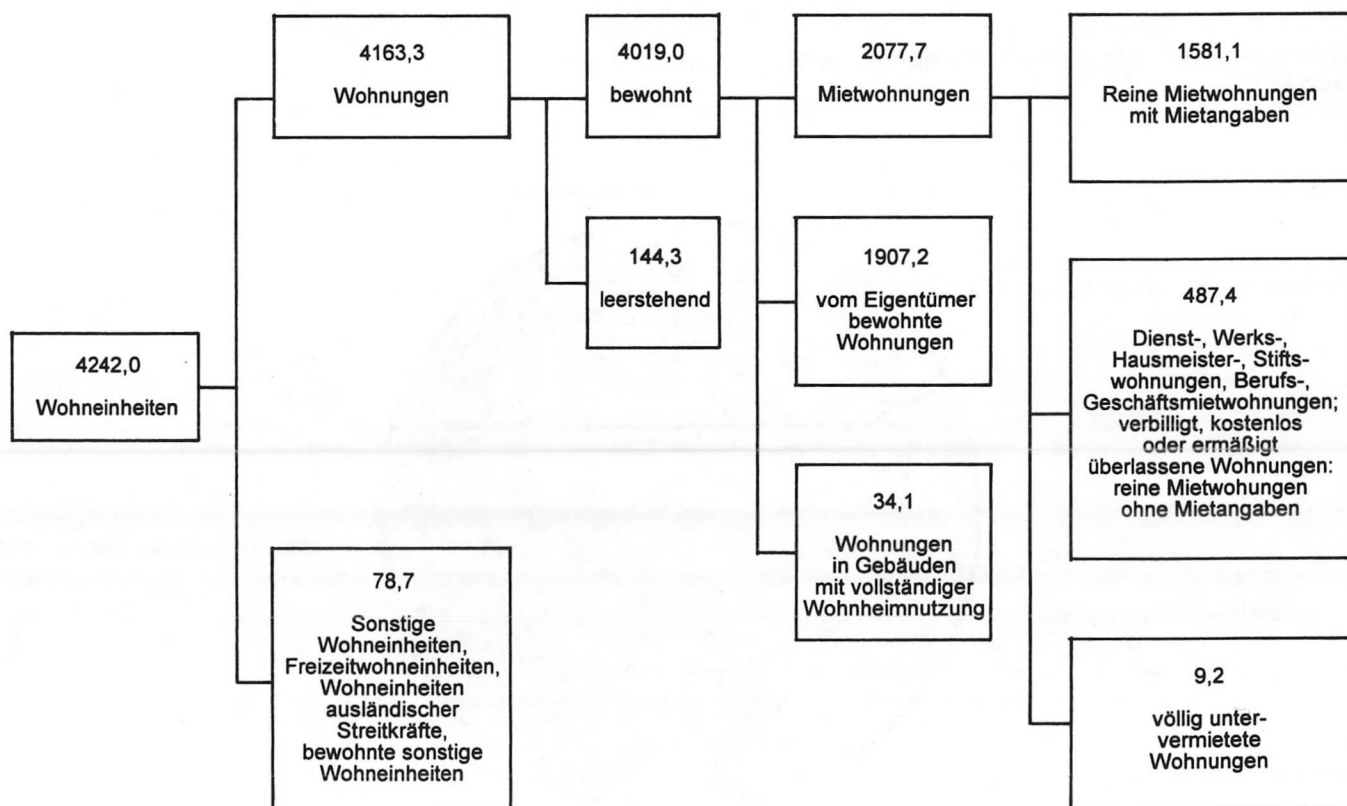 4163,3
Wohnungen
4019,0
bewohnt
2077,7
Mietwohnungen
1581,1
Reine Mietwohnungen
mit Mietangaben
144,3
leerstehend
1907,2
vom Eigentümer
bewohnte
Wohnungen
487,4
Dienst-, Werks-,
Hausmeister-, Stifts-
wohnungen, Berufs-,
Geschäftsmietwohnungen;
verbilligt, kostenlos
oder ermäßigt
überlassene Wohnungen:
reine Mietwohungen
ohne Mietangaben
4242,0
Wohneinheiten
34,1
Wohnungen
in Gebäuden
mit vollständiger
Wohnheimnutzung
78,7
Sonstige
Wohneinheiten,
Freizeitwohneinheiten,
Wohneinheiten
ausländischer
Streitkräfte,
bewohnte sonstige
Wohneinheiten
9,2
völlig unter-
vermietete
Wohnungen